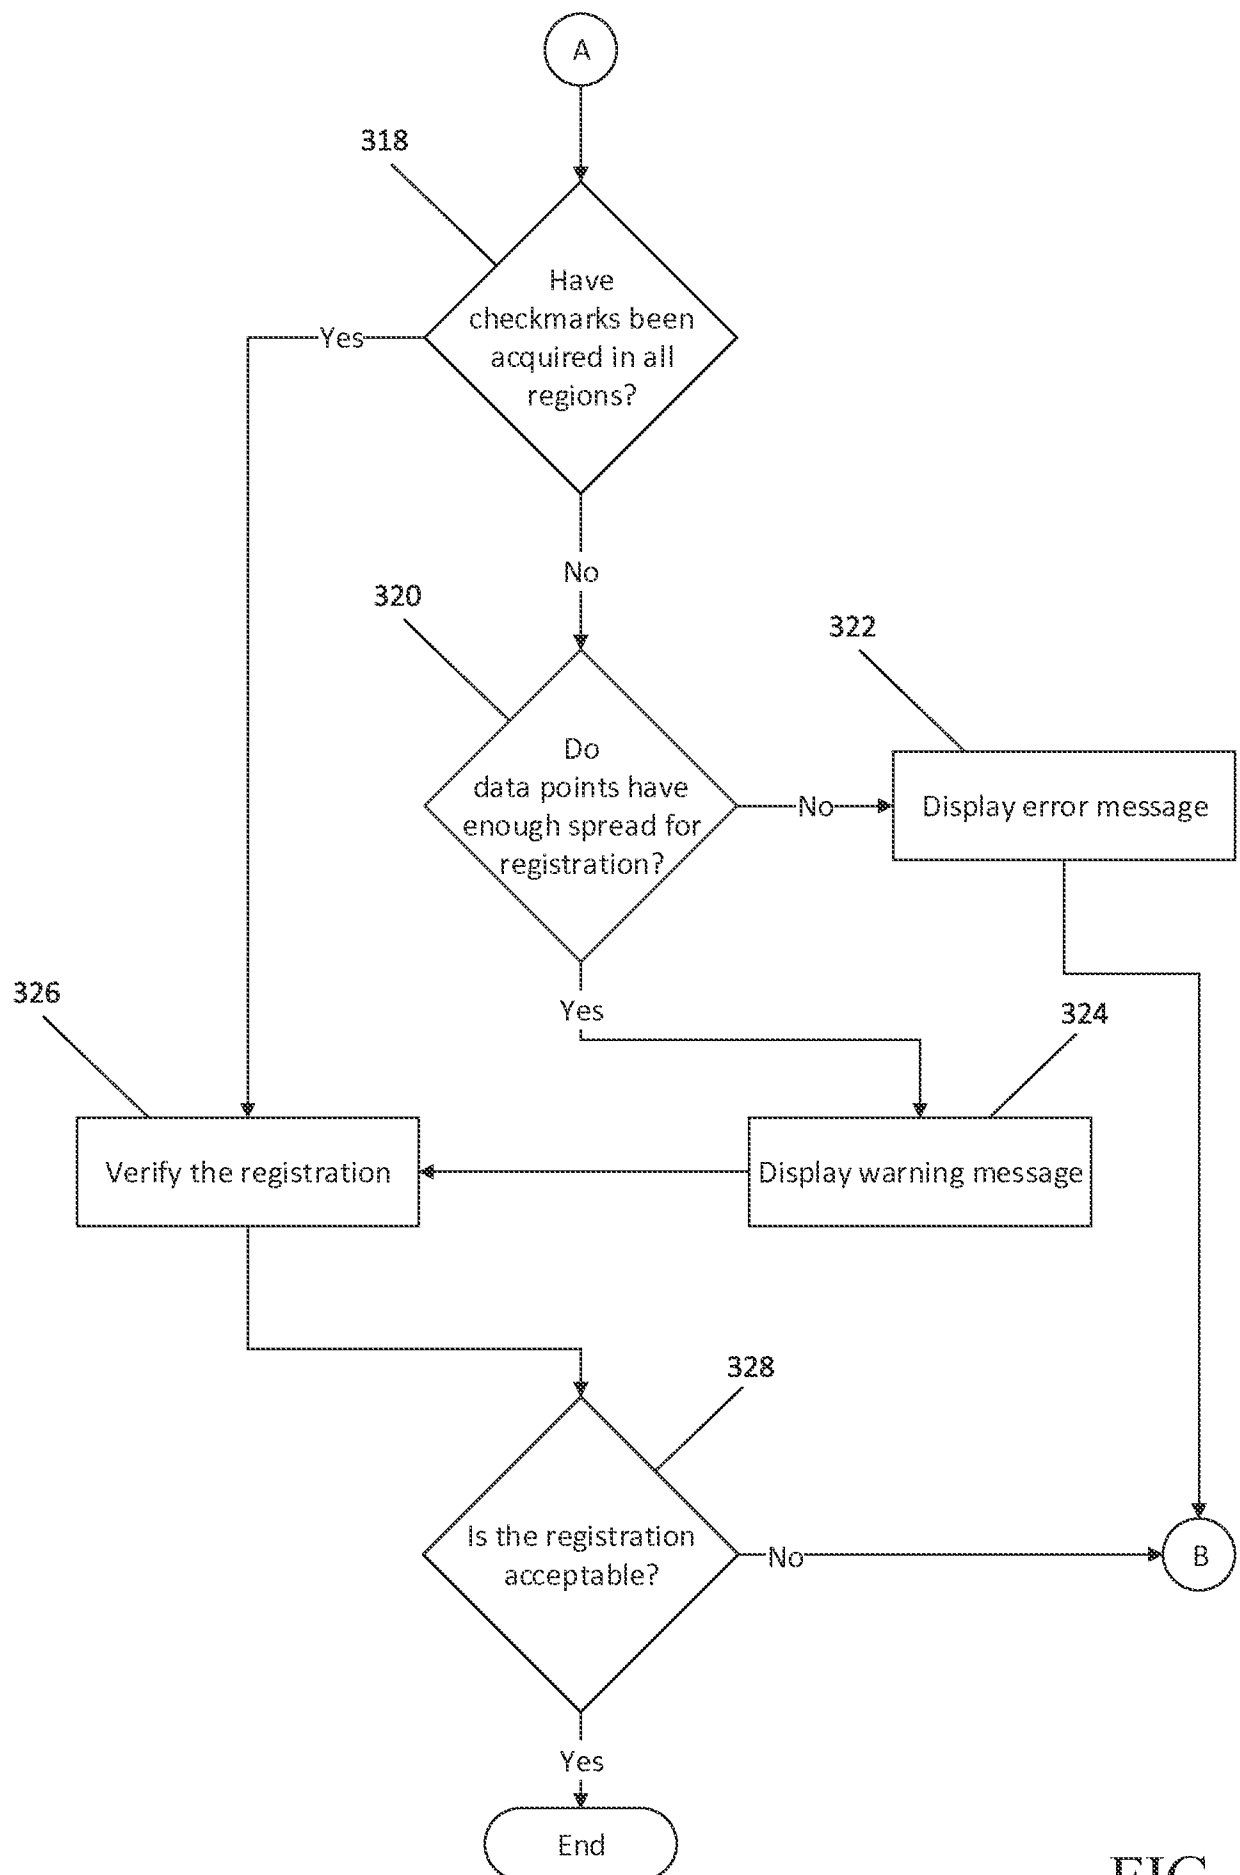 A
318
Have
checkmarks been
acquired in all
regions?
Yes
No
320
322
Do
data points have
enough spread for
registration?
No
Display error message
326
Yes
324
Verify the registration
Display warning message
328
Is the registration
acceptable?
No
B
Yes
End
FIG